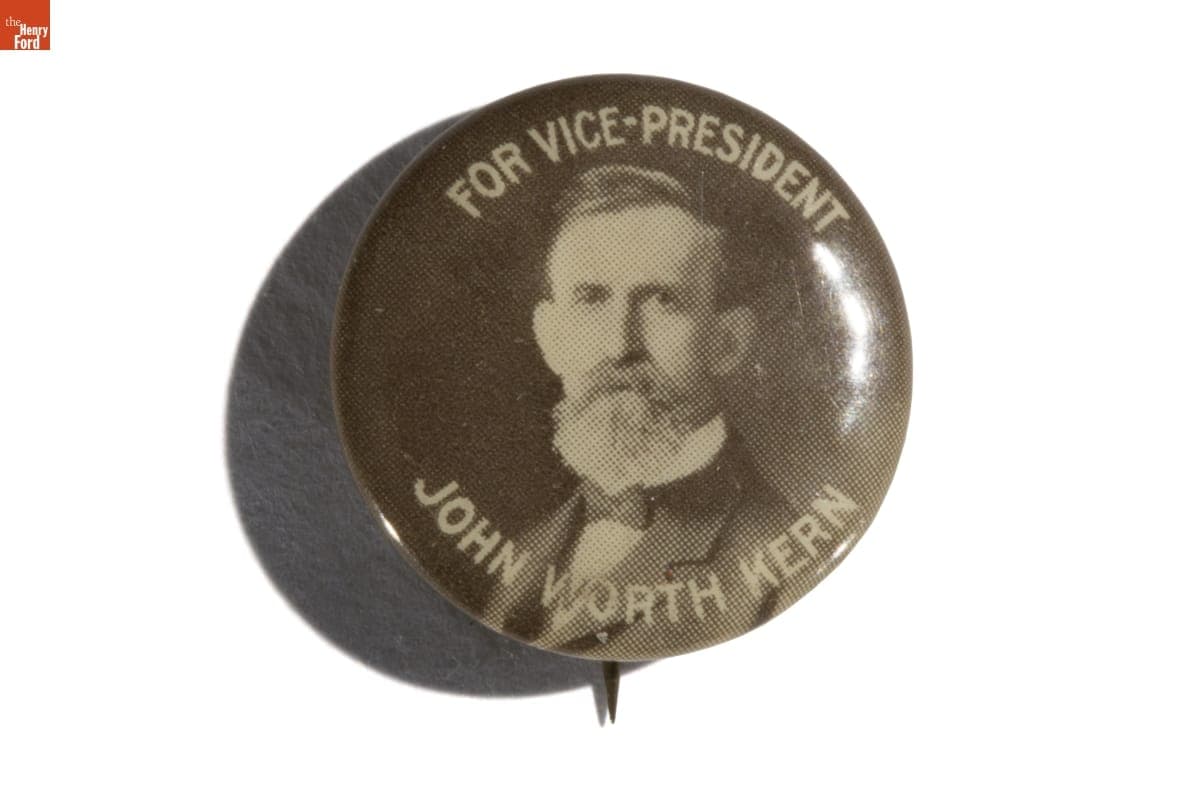 the
Henry
Ford
FOR VICE-PRESIDENT
JOHN WORTH KERN